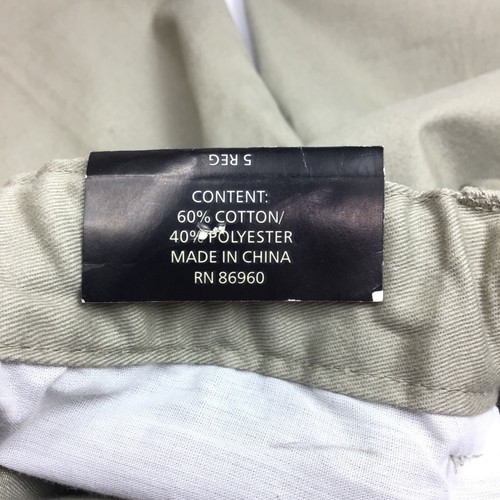 5 REG
CONTENT:
60% COTTON/
40% POLYESTER
MADE IN CHINA
RN 86960